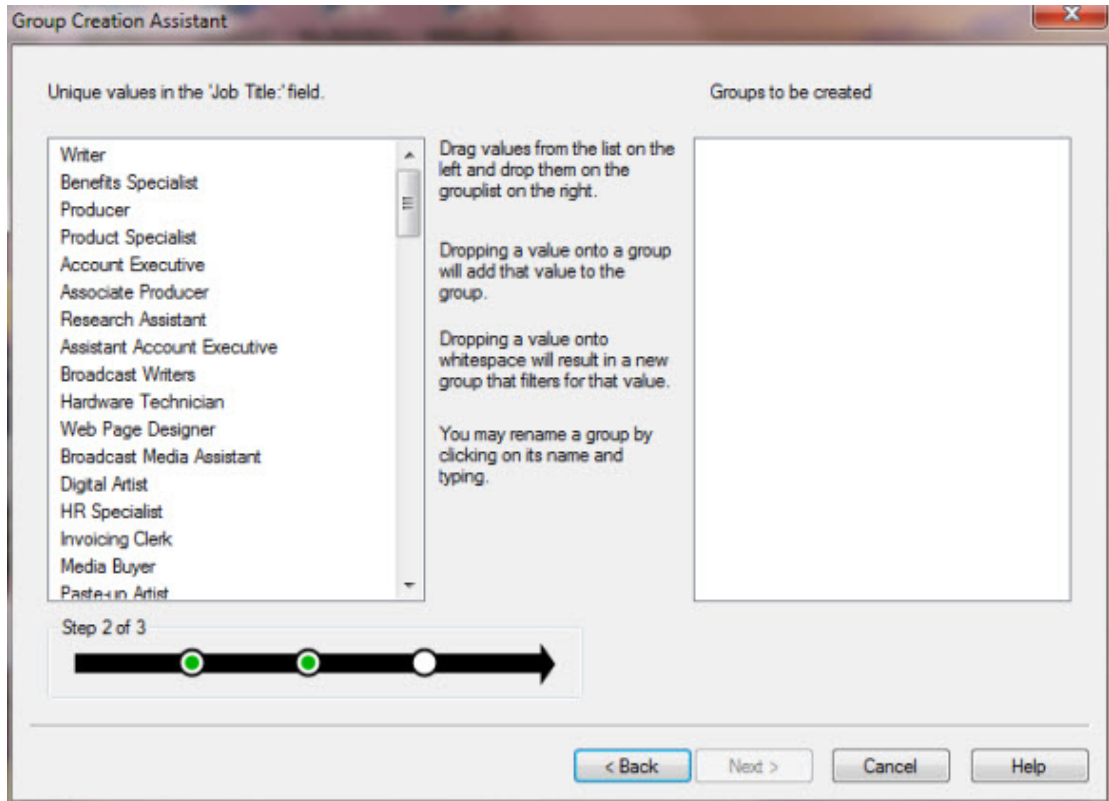 Group Creation Assistant
Unique values in the 'Job Title:' field.
Groups to be created
Writer
Benefits Specialist
Producer
Product Specialist
Account Executive
Associate Producer
Research Assistant
Assistant Account Executive
Broadcast Writers
Hardware Technician
Web Page Designer
Broadcast Media Assistant
Digital Artist
HR Specialist
Invoicing Clerk
Media Buyer
Paste-up Artist
Drag values from the list on the
left and drop them on the
grouplist on the right.
Dropping a value onto a group
will add that value to the
group.
Dropping a value onto
whitespace will result in a new
group that filters for that value.
You may rename a group by
clicking on its name and
typing.
Step 2 of 3
< Back
Next >
Cancel
Help